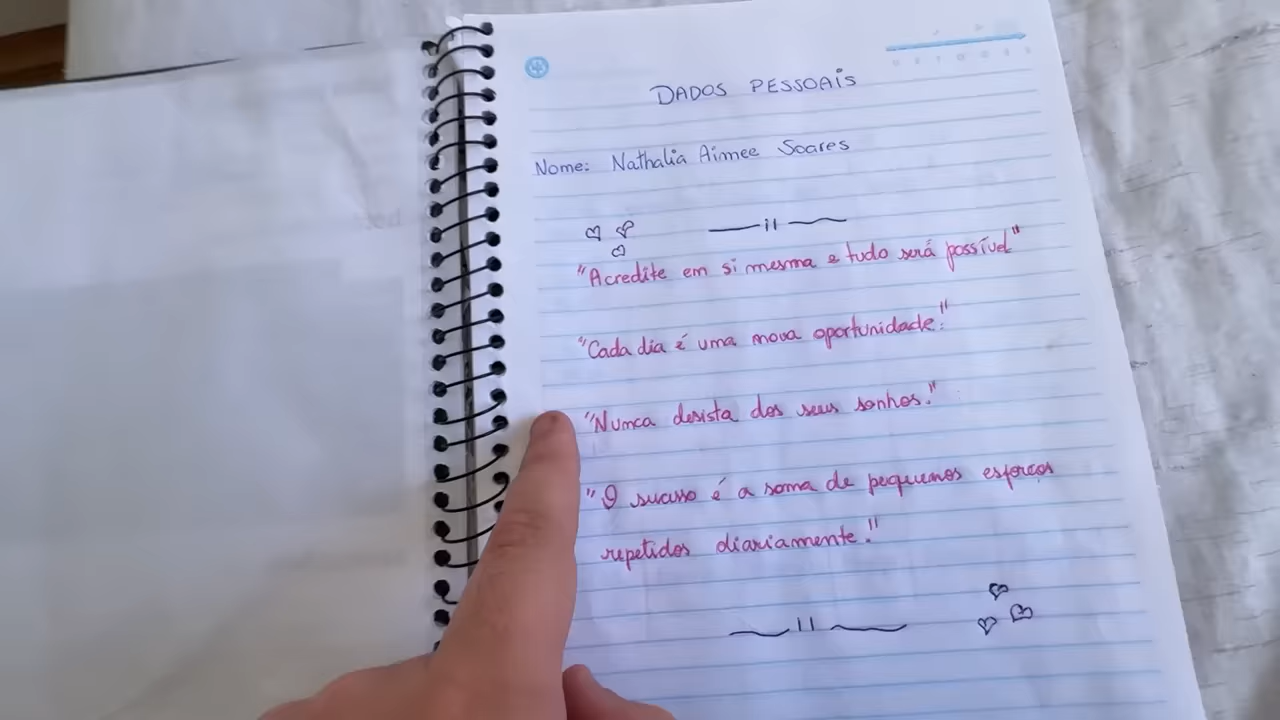 DADOS PESSOAIS
Nome: Nathalia Aimee Soares
"Acredite em si mesma e tudo será possível"
"Cada dia é uma nova oportunidade."
"Nunca desista dos seus sonhos."
"O sucesso é a soma de pequenos esforços
repetidos diariamente."